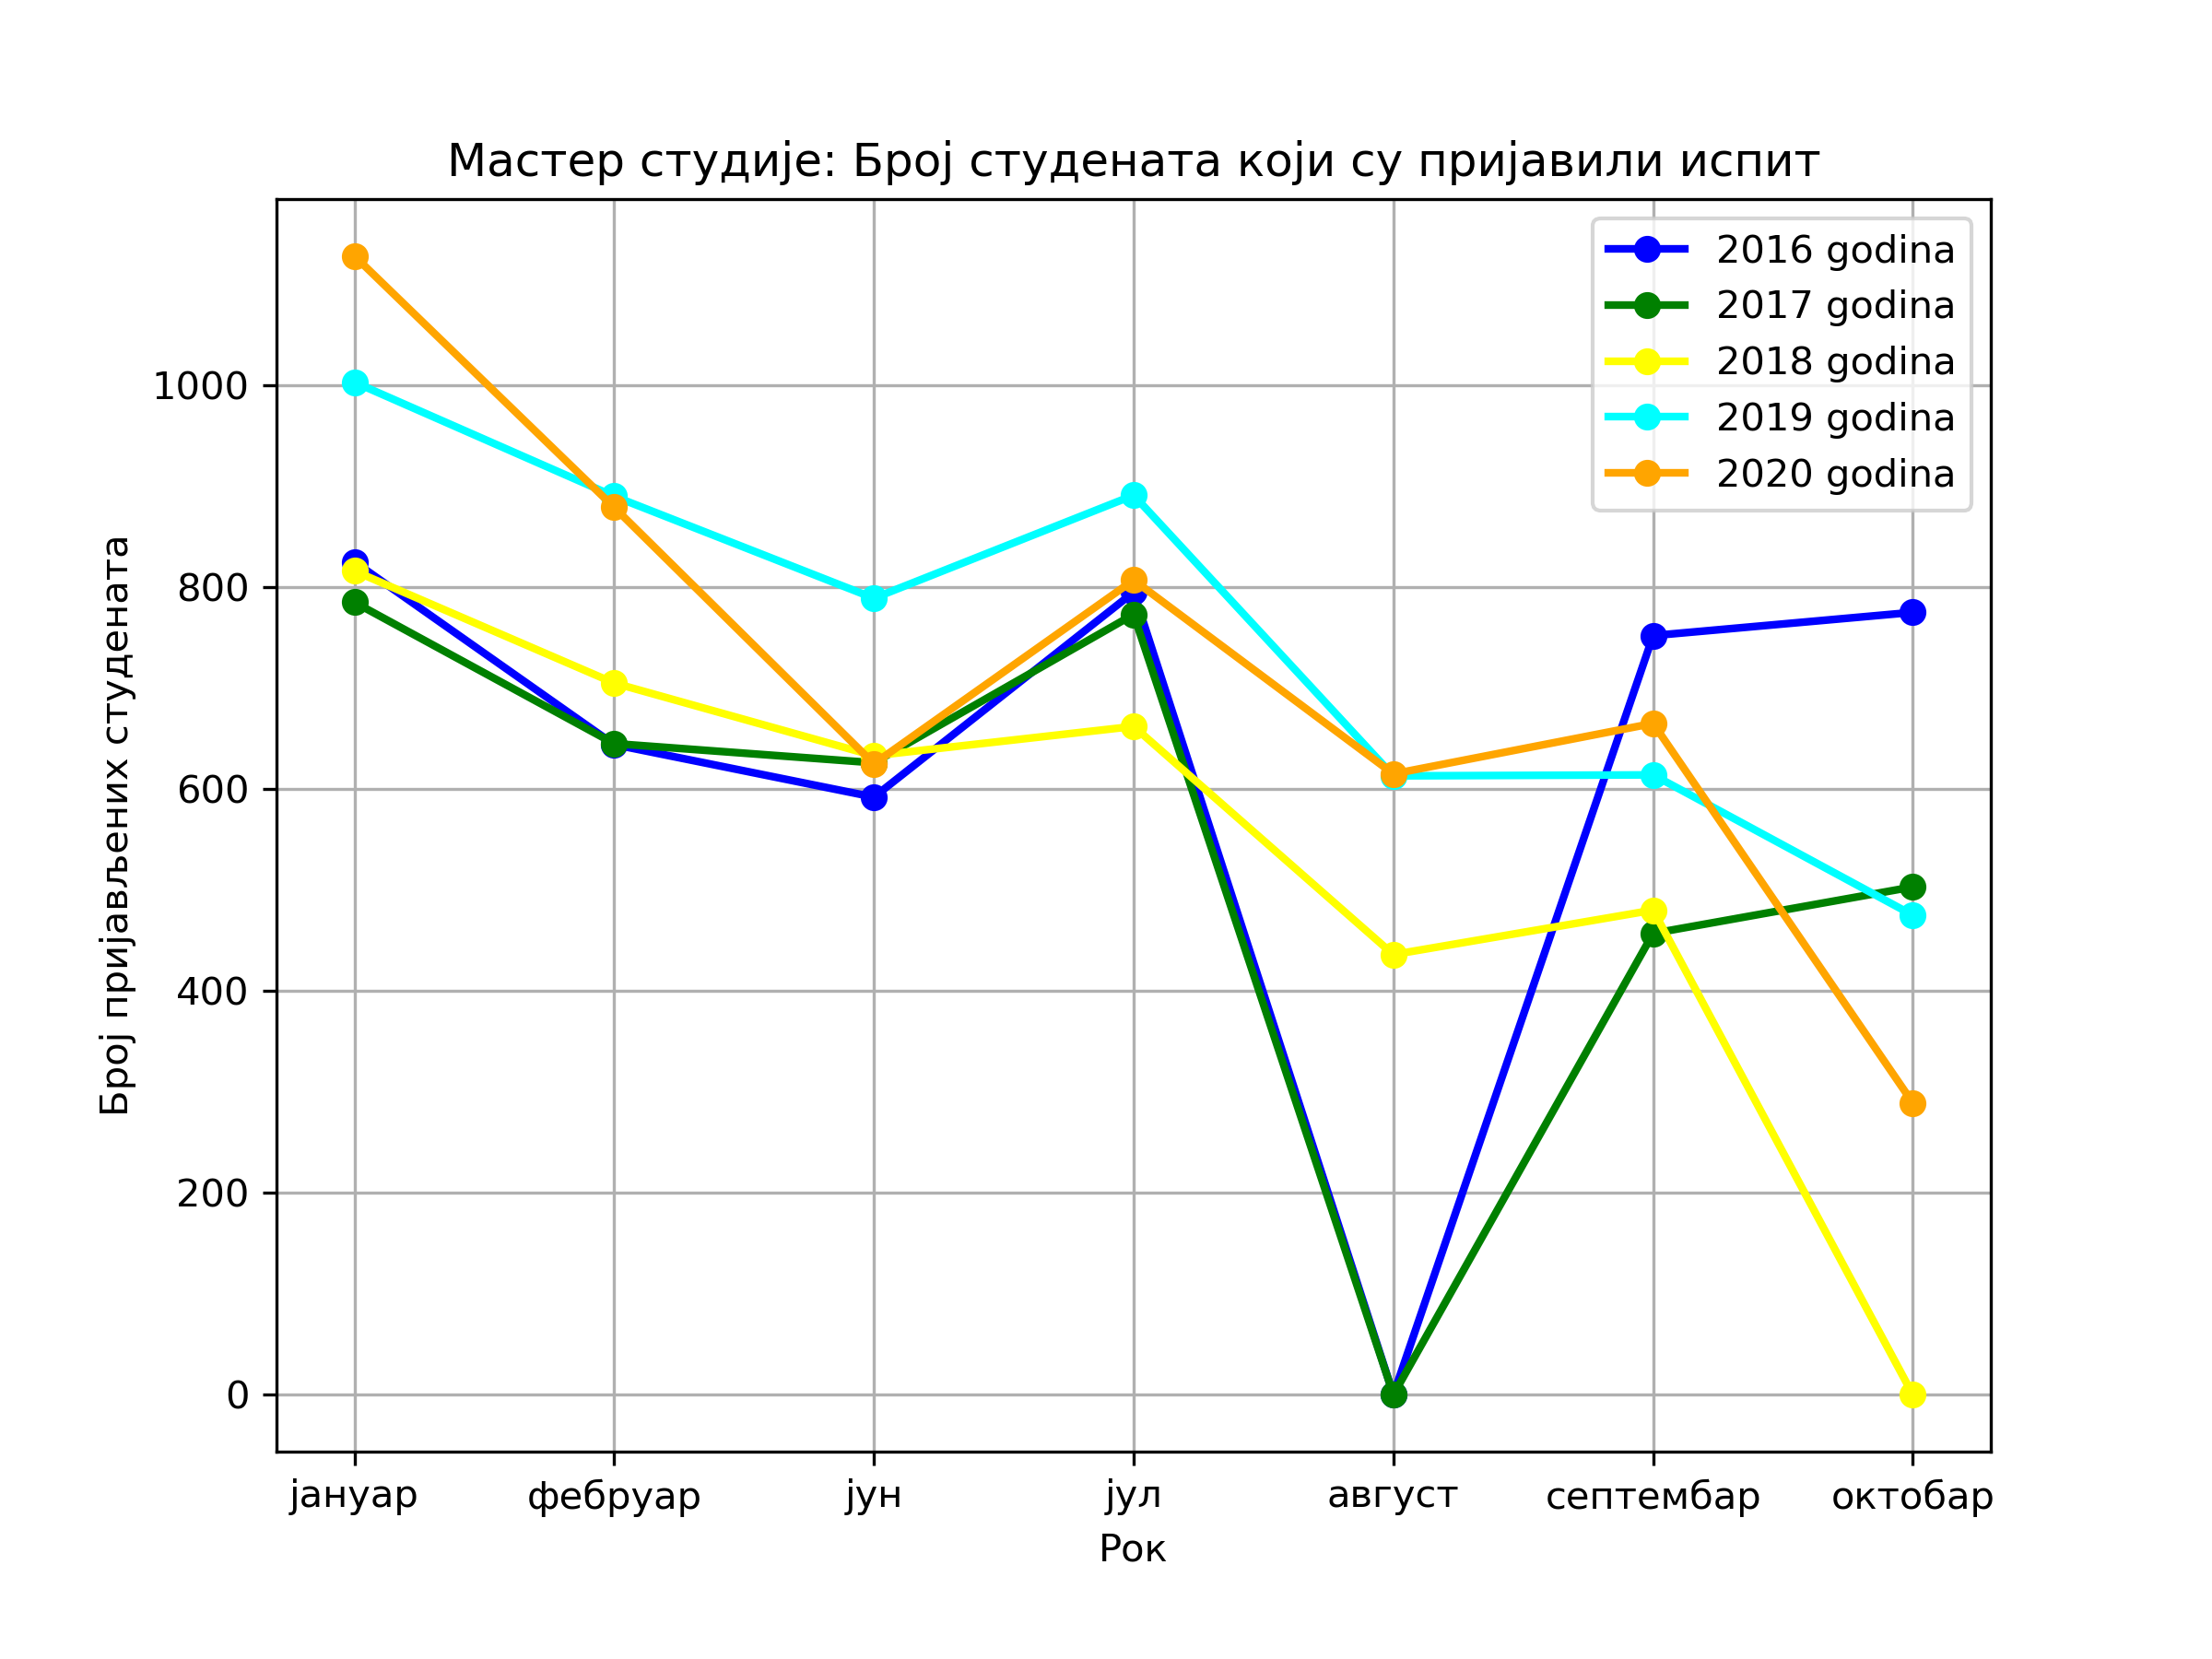 Мастер студије: Број студената који су пријавили испит
2016 godina
2017 godina
2018 godina
2019 godina
2020 godina
Број пријављених студената
1000
800
600
400
200
0
јануар
фебруар
јун
јул
август
септембар
октобар
Рок